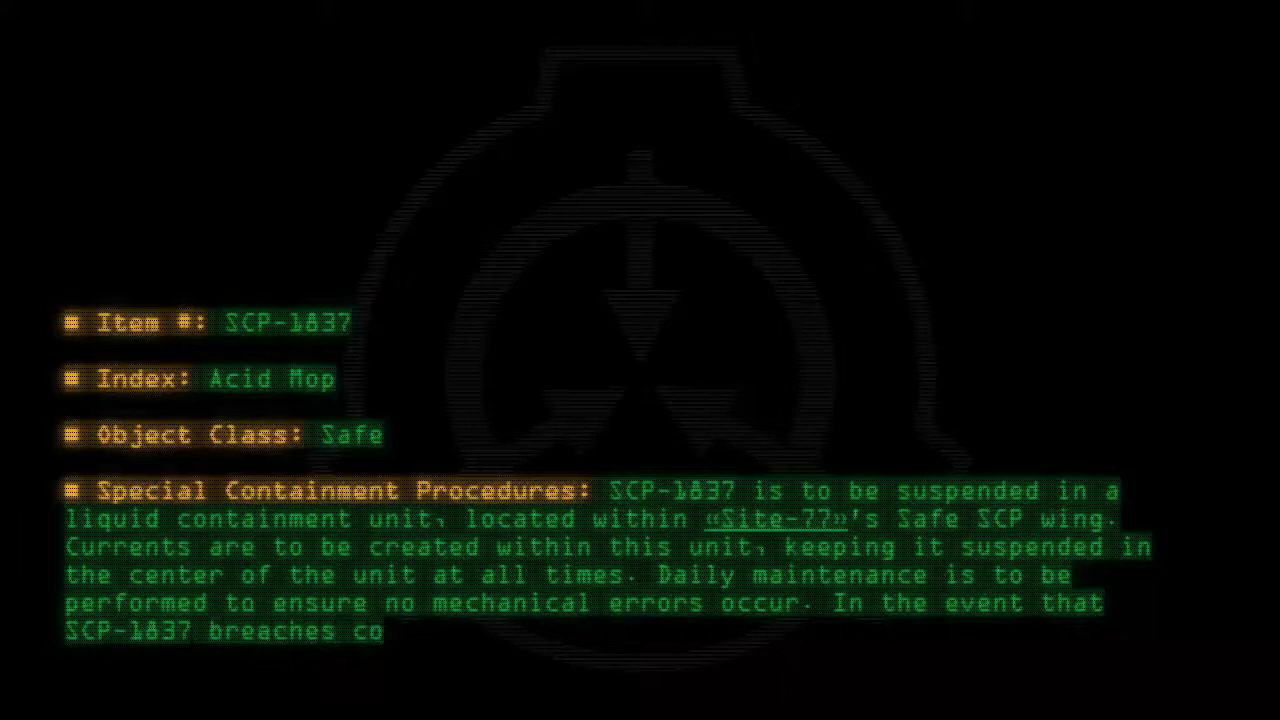 ■ Item #: SCP-1837
■ Index: Acid Mop
■ Object Class: Safe
■ Special Containment Procedures: SCP-1837 is to be suspended in a
liquid containment unit, located within «Site-77»'s Safe SCP wing.
Currents are to be created within this unit, keeping it suspended in
the center of the unit at all times. Daily maintenance is to be
performed to ensure no mechanical errors occur. In the event that
SCP-1837 breaches co